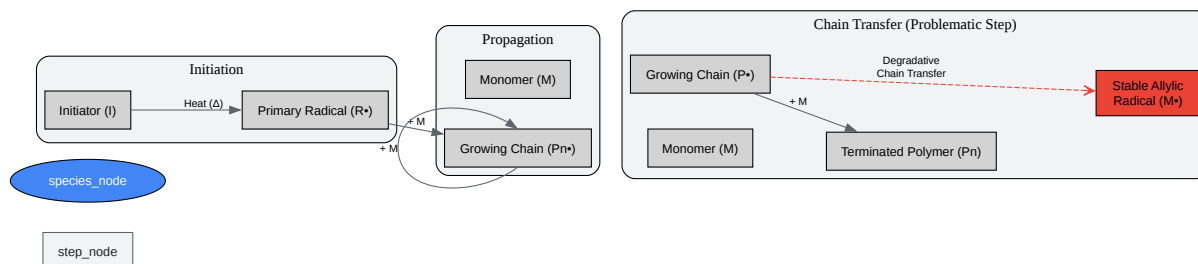 Initiation
Initiator (I)
Heat (Δ)
Primary Radical (R•)
+ M
Propagation
Monomer (M)
Growing Chain (Pn•)
+ M
Chain Transfer (Problematic Step)
Growing Chain (P•)
Degradative
Chain Transfer
Stable Allylic
Radical (M•)
+ M
Monomer (M)
Terminated Polymer (Pn)
species_node
step_node